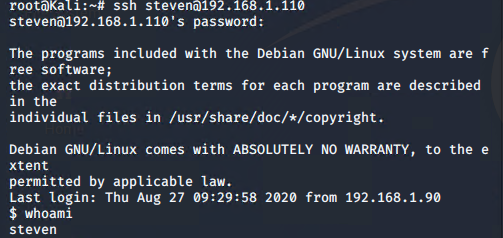 root@Kali:~# ssh steven@192.168.1.110
steven@192.168.1.110's password:
The programs included with the Debian GNU/Linux system are f
ree software;
the exact distribution terms for each program are described
in the
individual files in /usr/share/doc/*/copyright.
Debian GNU/Linux comes with ABSOLUTELY NO WARRANTY, to the e
xtent
permitted by applicable law.
Last login: Thu Aug 27 09:29:58 2020 from 192.168.1.90
$ whoami
steven